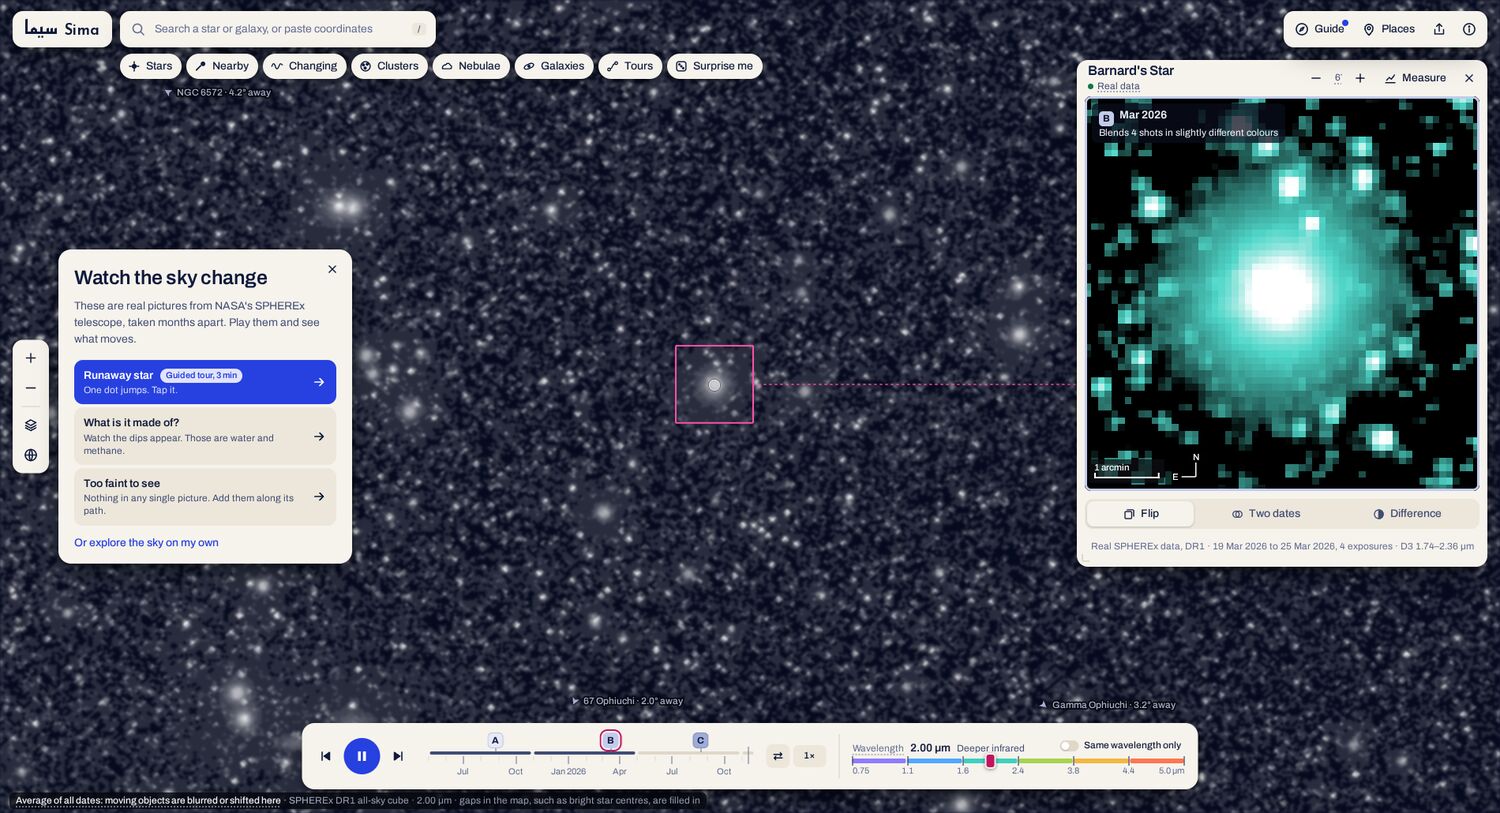 سيما Sima
Search a star or galaxy, or paste coordinates /
Guide
Places
Stars
Nearby
Changing
Clusters
Nebulae
Galaxies
Tours
Surprise me
NGC 6572 · 4.2° away
Watch the sky change
These are real pictures from NASA's SPHEREx
telescope, taken months apart. Play them and see
what moves.
Runaway star Guided tour, 3 min
One dot jumps. Tap it.
What is it made of?
Watch the dips appear. Those are water and
methane.
Too faint to see
Nothing in any single picture. Add them along its
path.
Or explore the sky on my own
Barnard's Star
Real data
6′
Measure
B Mar 2026
Blends 4 shots in slightly different colours
1 arcmin
N
E
Flip
Two dates
Difference
Real SPHEREx data, DR1 · 19 Mar 2026 to 25 Mar 2026, 4 exposures · D3 1.74–2.36 µm
67 Ophiuchi · 2.0° away
Gamma Ophiuchi · 3.2° away
A B C
Jul Oct Jan 2026 Apr Jul Oct
1×
Wavelength 2.00 µm Deeper infrared
Same wavelength only
0.75 1.1 1.6 2.4 3.8 4.4 5.0 µm
Average of all dates: moving objects are blurred or shifted here · SPHEREx DR1 all-sky cube · 2.00 µm · gaps in the map, such as bright star centres, are filled in